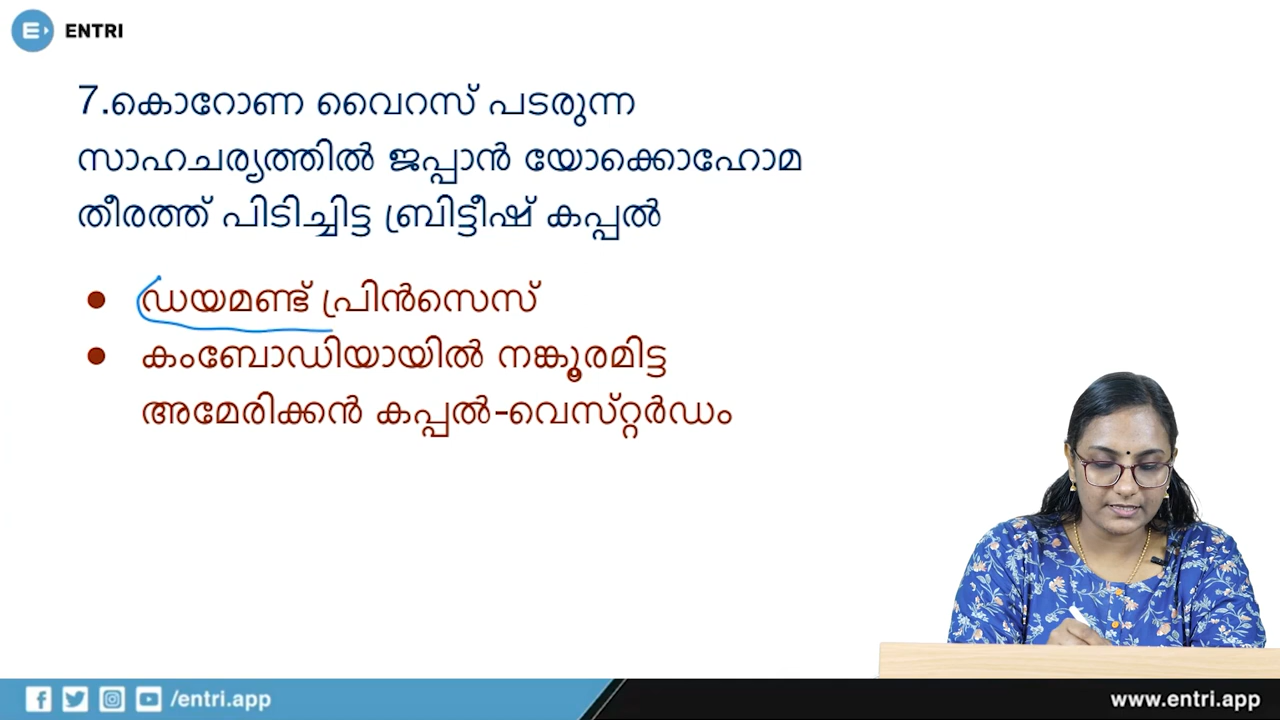 ENTRI
7.കൊറോണ വൈറസ് പടരുന്ന
സാഹചര്യത്തിൽ ജപ്പാൻ യോക്കൊഹോമ
തീരത്ത് പിടിച്ചിട്ട ബ്രിട്ടീഷ് കപ്പൽ
● ഡയമണ്ട് പ്രിൻസെസ്
● കംബോഡിയായിൽ നങ്കൂരമിട്ട
അമേരിക്കൻ കപ്പൽ-വെസ്റ്റർഡം
/entri.app
www.entri.app